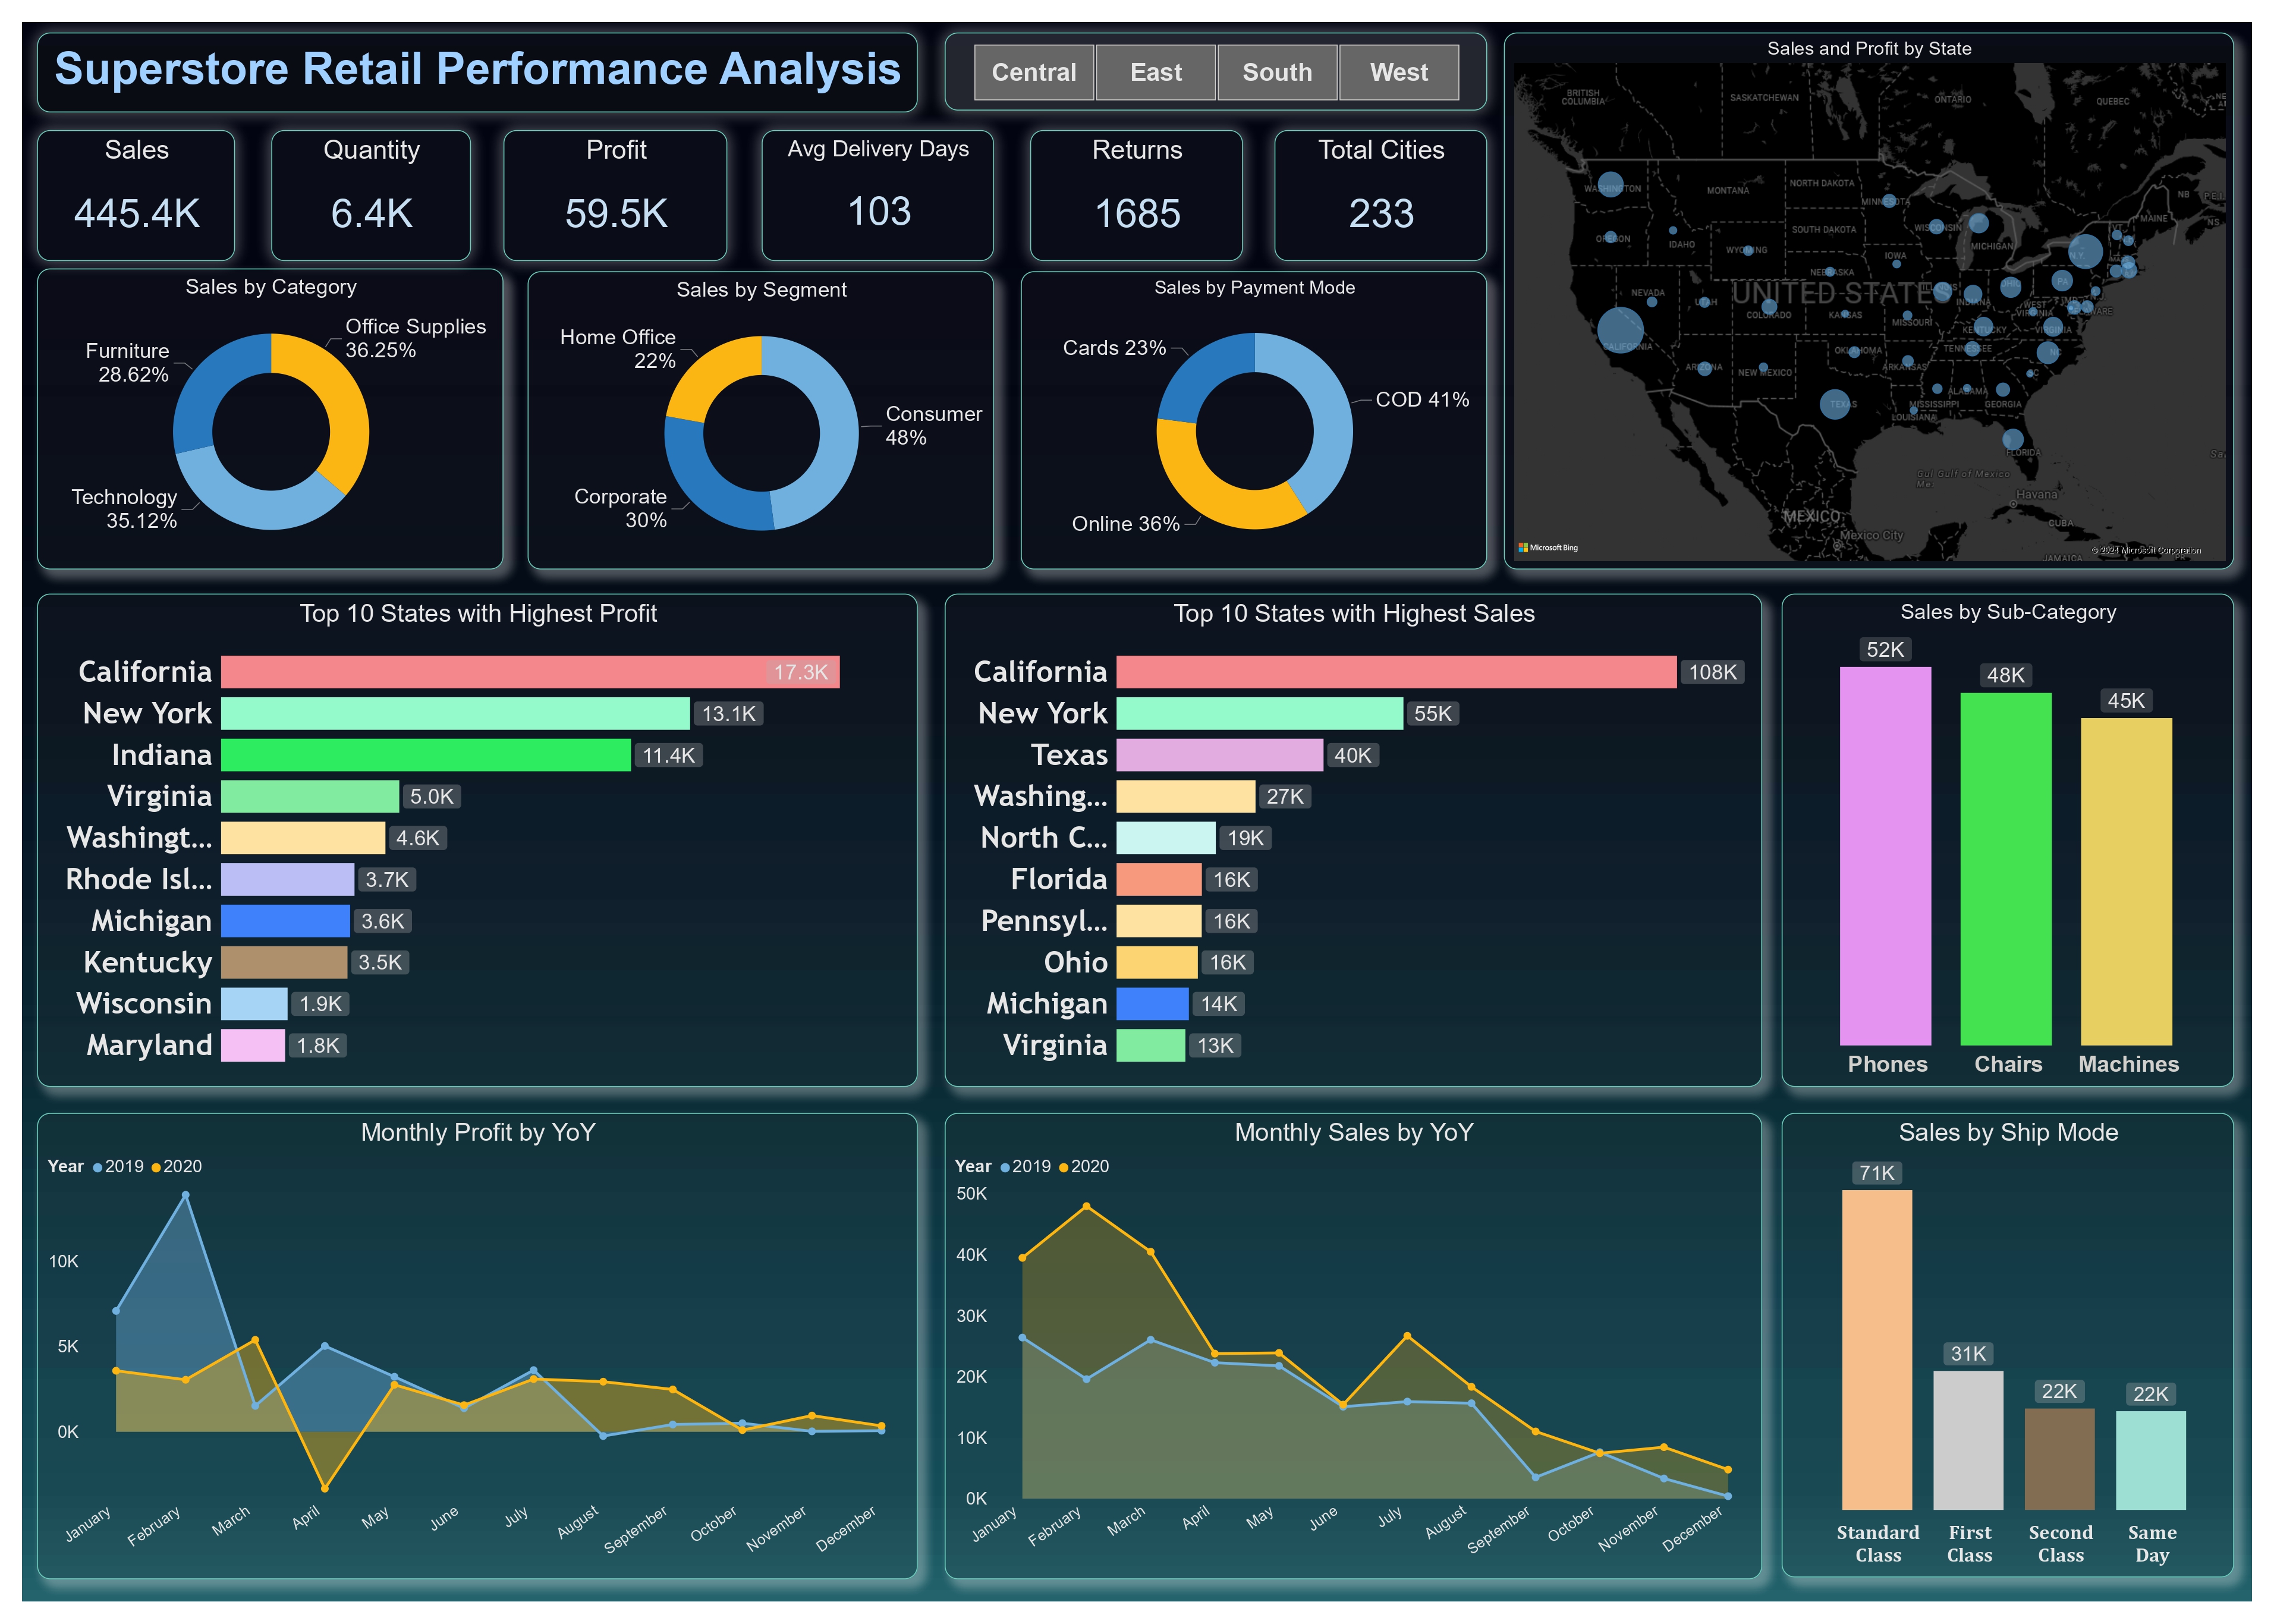 Superstore Retail Performance Analysis
Central East South West
Sales
445.4K
Quantity
6.4K
Profit
59.5K
Avg Delivery Days
103
Returns
1685
Total Cities
233
Sales by Category
Office Supplies
36.25%
Furniture
28.62%
Technology
35.12%
Sales by Segment
Home Office
22%
Consumer
48%
Corporate
30%
Sales by Payment Mode
Cards 23%
COD 41%
Online 36%
Sales and Profit by State
BRITISH
COLUMBIA
SASKATCHEWAN
ONTARIO
QUEBEC
WASHINGTON
MONTANA
NORTH DAKOTA
MINNESOTA
NB
PE
MAINE
NS
OREGON
IDAHO
SOUTH DAKOTA
WISCONSIN
MICHIGAN
WYOMING
IOWA
N.Y.
NEBRASKA
NEVADA
UTAH
UNITED STATES
COLORADO
KANSAS
MISSOURI
INDIANA
OHIO
PA
WEST
VIRGINIA
VIRGINIA
KENTUCKY
CALIFORNIA
ARIZONA
NEW MEXICO
OKLAHOMA
ARKANSAS
TENNESSEE
NC
SC
TEXAS
MISSISSIPPI
ALABAMA
GEORGIA
LOUISIANA
FLORIDA
Gulf of Mexico
Havana
MEXICO
Mexico City
CUBA
JAMAICA
Microsoft Bing
© 2024 Microsoft Corporation
Top 10 States with Highest Profit
California 17.3K
New York 13.1K
Indiana 11.4K
Virginia 5.0K
Washingt... 4.6K
Rhode Isl... 3.7K
Michigan 3.6K
Kentucky 3.5K
Wisconsin 1.9K
Maryland 1.8K
Top 10 States with Highest Sales
California 108K
New York 55K
Texas 40K
Washing... 27K
North C... 19K
Florida 16K
Pennsyl... 16K
Ohio 16K
Michigan 14K
Virginia 13K
Sales by Sub-Category
52K
48K
45K
Phones Chairs Machines
Monthly Profit by YoY
Year 2019 2020
10K
5K
0K
January February March April May June July August September October November December
Monthly Sales by YoY
Year 2019 2020
50K
40K
30K
20K
10K
0K
January February March April May June July August September October November December
Sales by Ship Mode
71K
31K
22K
22K
Standard
Class
First
Class
Second
Class
Same
Day